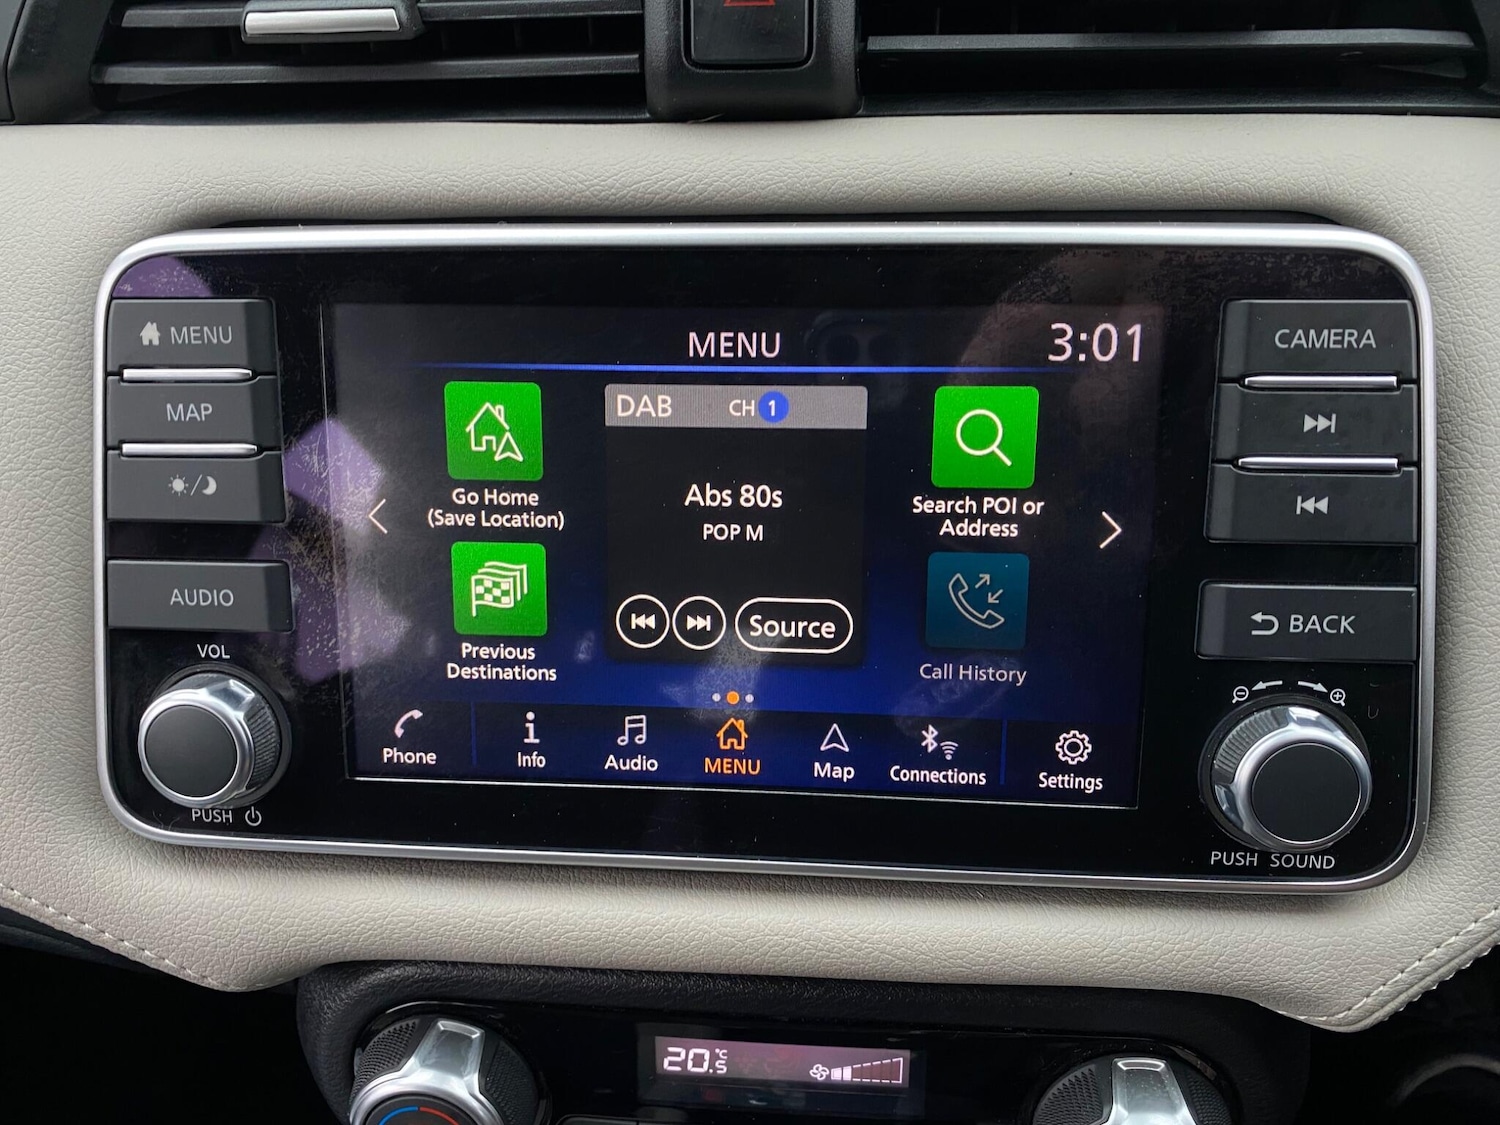 MENU
MAP
AUDIO
VOL
PUSH
MENU
3:01
Go Home
(Save Location)
Previous
Destinations
DAB CH 1
Abs 80s
POP M
Source
Search POI or
Address
Call History
Phone
Info
Audio
MENU
Map
Connections
Settings
CAMERA
BACK
PUSH SOUND
20.5 °C